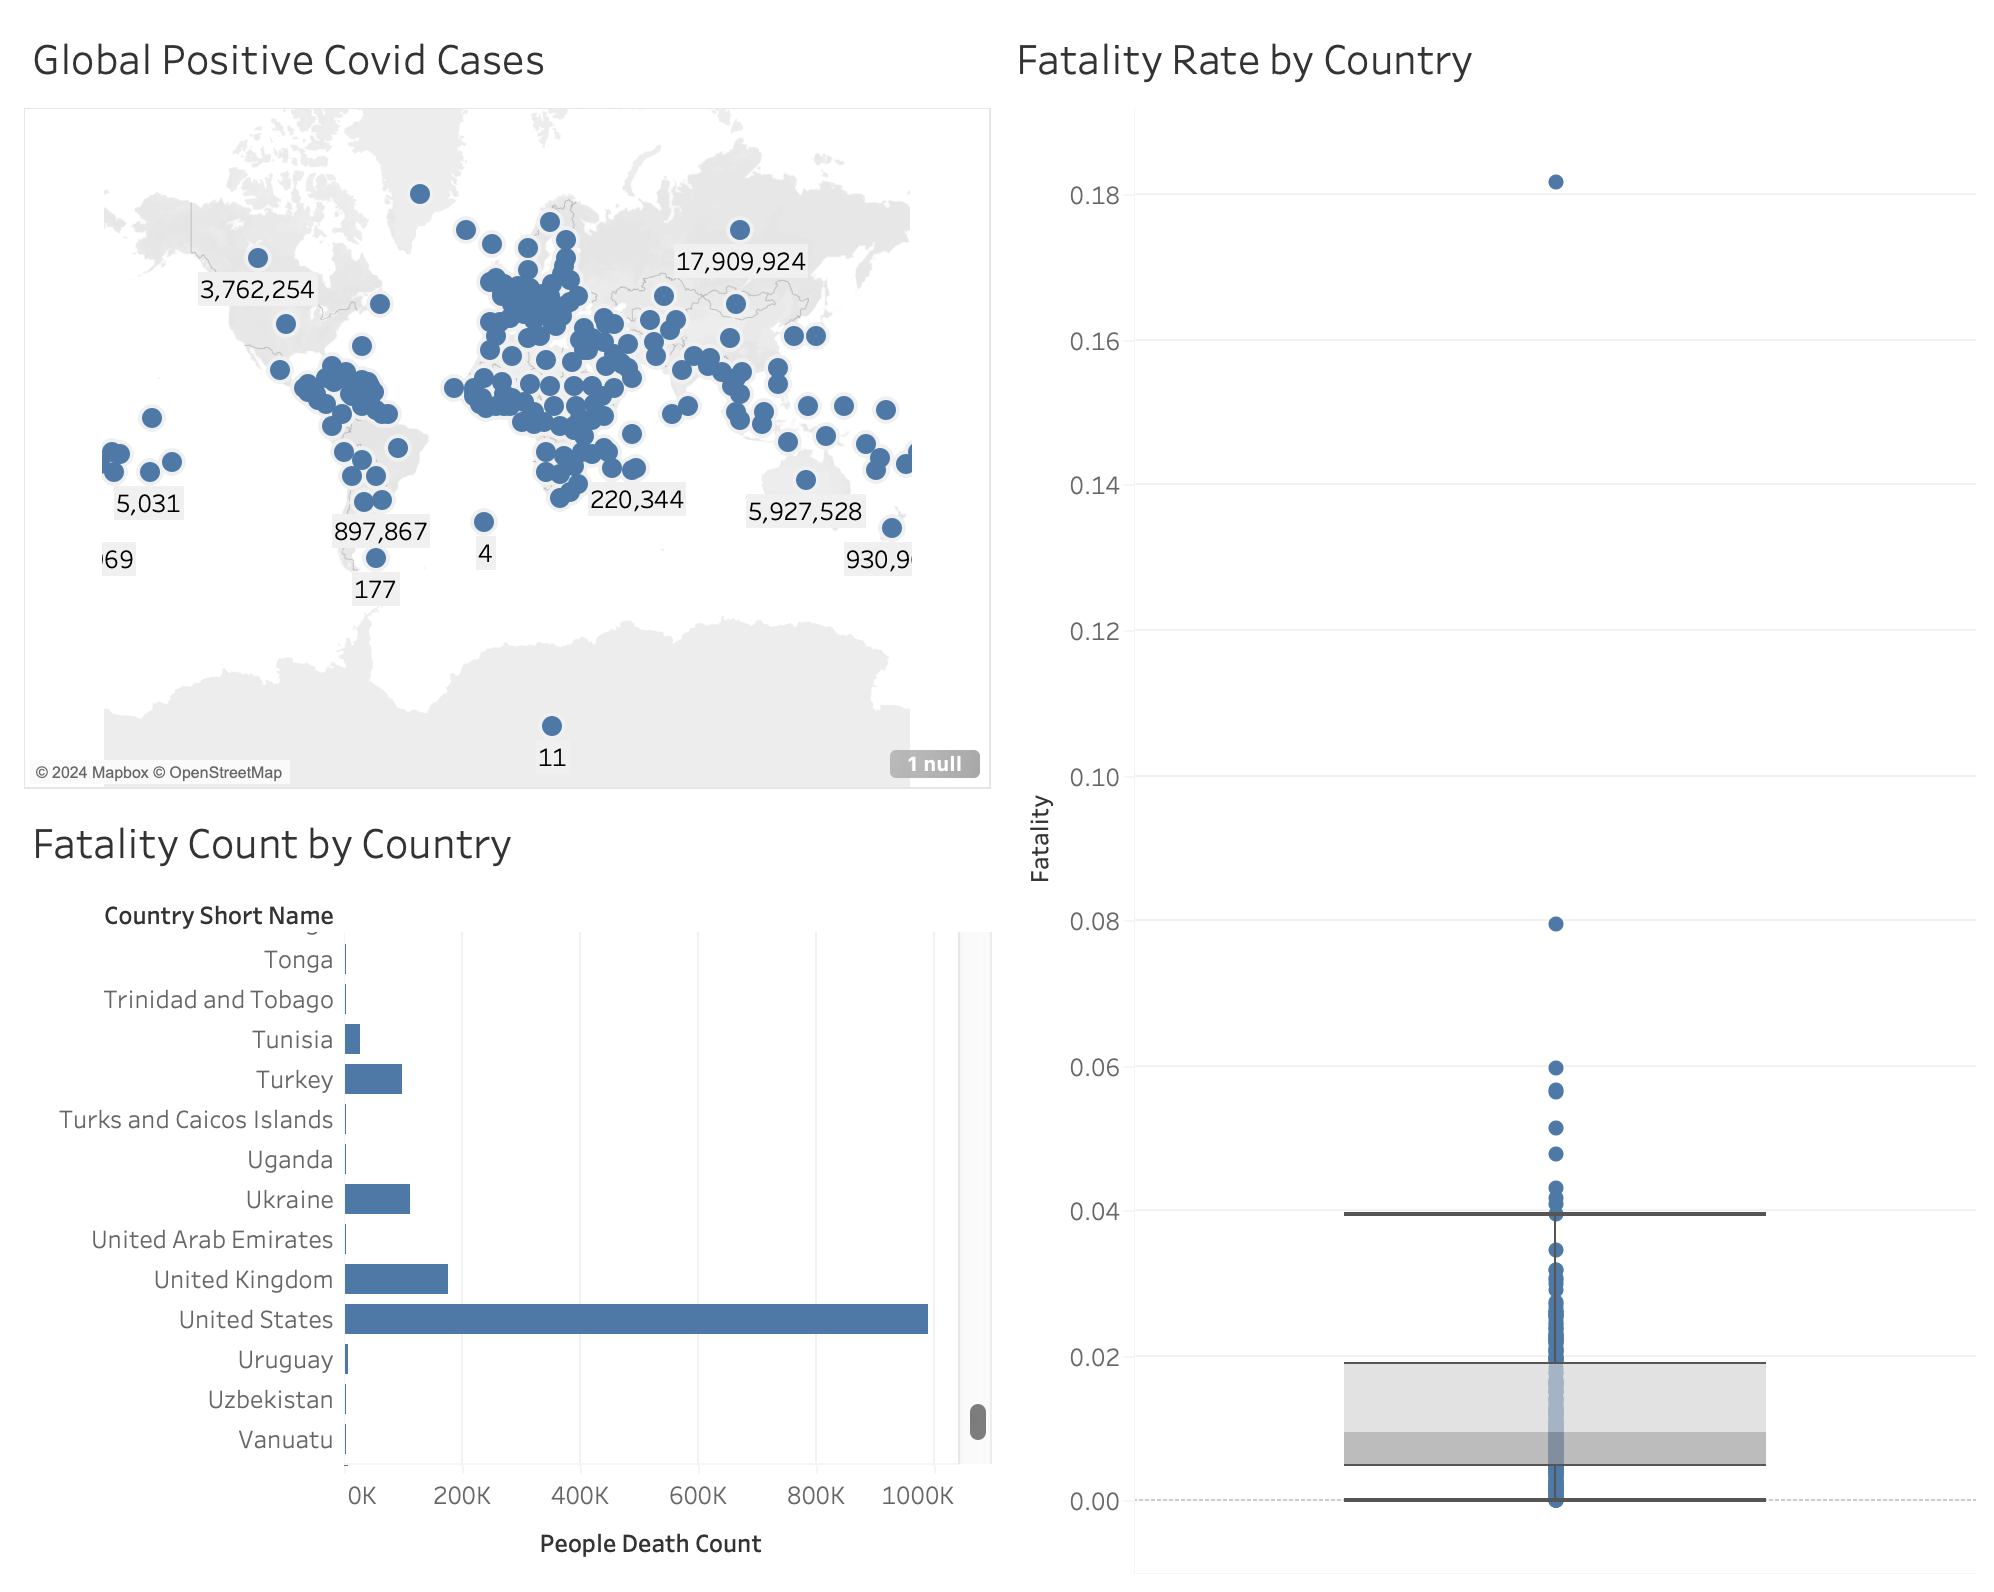 Global Positive Covid Cases
17,909,924
3,762,254
5,031
220,344
5,927,528
897,867
4
69
930,9
177
11
© 2024 Mapbox © OpenStreetMap
1 null
Fatality Count by Country
Country Short Name
Tonga
Trinidad and Tobago
Tunisia
Turkey
Turks and Caicos Islands
Uganda
Ukraine
United Arab Emirates
United Kingdom
United States
Uruguay
Uzbekistan
Vanuatu
0K 200K 400K 600K 800K 1000K
People Death Count
Fatality Rate by Country
Fatality
0.18
0.16
0.14
0.12
0.10
0.08
0.06
0.04
0.02
0.00